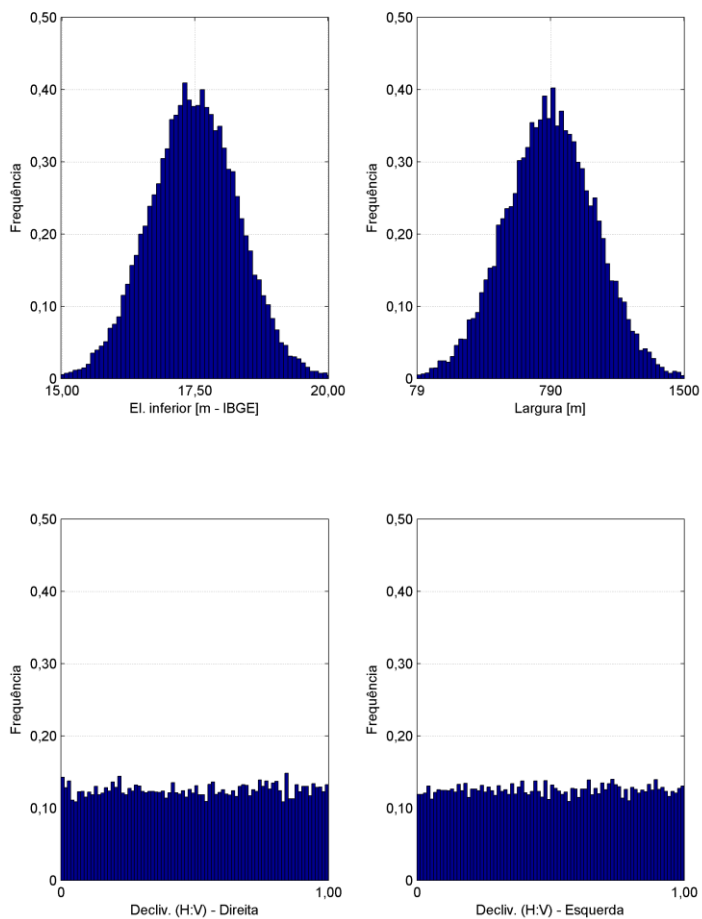 0,50
0,40
0,30
0,20
0,10
0
Frequência
15,00 17,50 20,00
El. inferior [m - IBGE]
0,50
0,40
0,30
0,20
0,10
0
Frequência
79 790 1500
Largura [m]
0,50
0,40
0,30
0,20
0,10
0
Frequência
0 1,00
Decliv. (H:V) - Direita
0,50
0,40
0,30
0,20
0,10
0
Frequência
0 1,00
Decliv. (H:V) - Esquerda